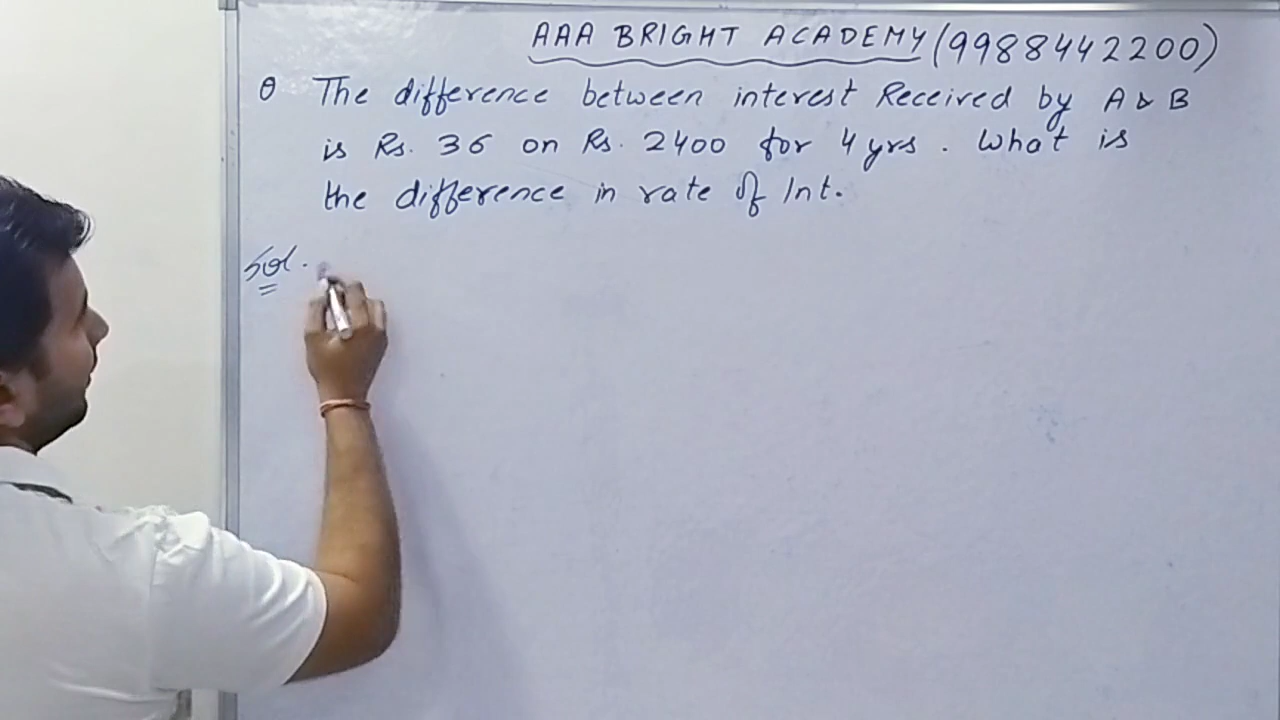 AAA BRIGHT ACADEMY (9988442200)
Q The difference between interest Received by A & B
is Rs. 36 on Rs. 2400 for 4 yrs. What is
the difference in rate of Int.
Sol.